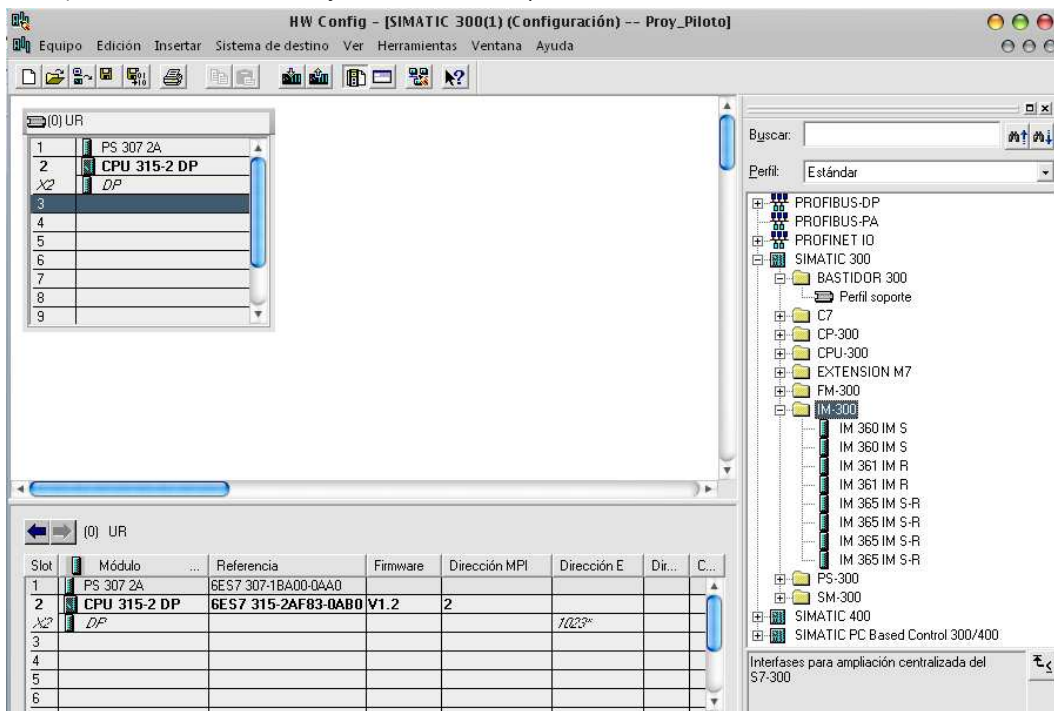 HW Config - [SIMATIC 300(1) (Configuración) -- Proy_Piloto]
Equipo Edición Insertar Sistema de destino Ver Herramientas Ventana Ayuda
(0) UR
1 PS 307 2A
2 CPU 315-2 DP
X2 DP
3
4
5
6
7
8
9
Buscar:
Perfil: Estándar
PROFIBUS-DP
PROFIBUS-PA
PROFINET IO
SIMATIC 300
BASTIDOR 300
Perfil soporte
C7
CP-300
CPU-300
EXTENSION M7
FM-300
IM-300
IM 360 IM S
IM 360 IM S
IM 361 IM R
IM 361 IM R
IM 365 IM S-R
IM 365 IM S-R
IM 365 IM S-R
IM 365 IM S-R
PS-300
SM-300
SIMATIC 400
SIMATIC PC Based Control 300/400
Interfases para ampliación centralizada del
S7-300
(0) UR
Slot Módulo ... Referencia Firmware Dirección MPI Dirección E Dir... C...
1 PS 307 2A 6ES7 307-1BA00-0AA0
2 CPU 315-2 DP 6ES7 315-2AF83-0AB0 V1.2 2
X2 DP 1023*
3
4
5
6